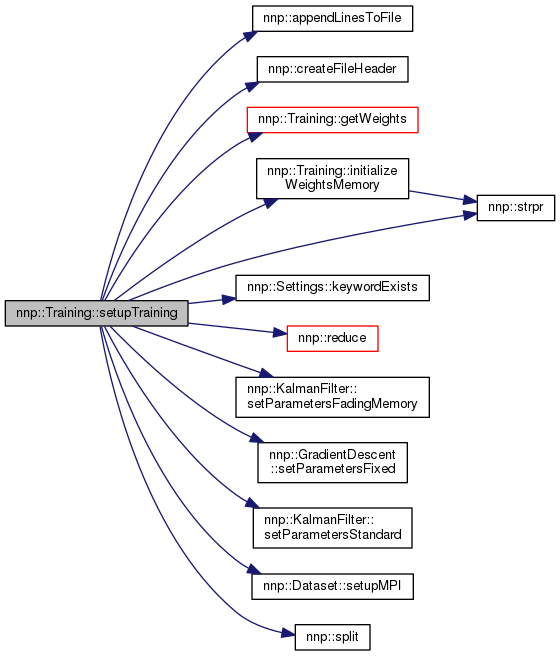 nnp::appendLinesToFile
nnp::createFileHeader
nnp::Training::getWeights
nnp::Training::initialize
WeightsMemory
nnp::strpr
nnp::Settings::keywordExists
nnp::Training::setupTraining
nnp::reduce
nnp::KalmanFilter::
setParametersFadingMemory
nnp::GradientDescent
::setParametersFixed
nnp::KalmanFilter::
setParametersStandard
nnp::Dataset::setupMPI
nnp::split